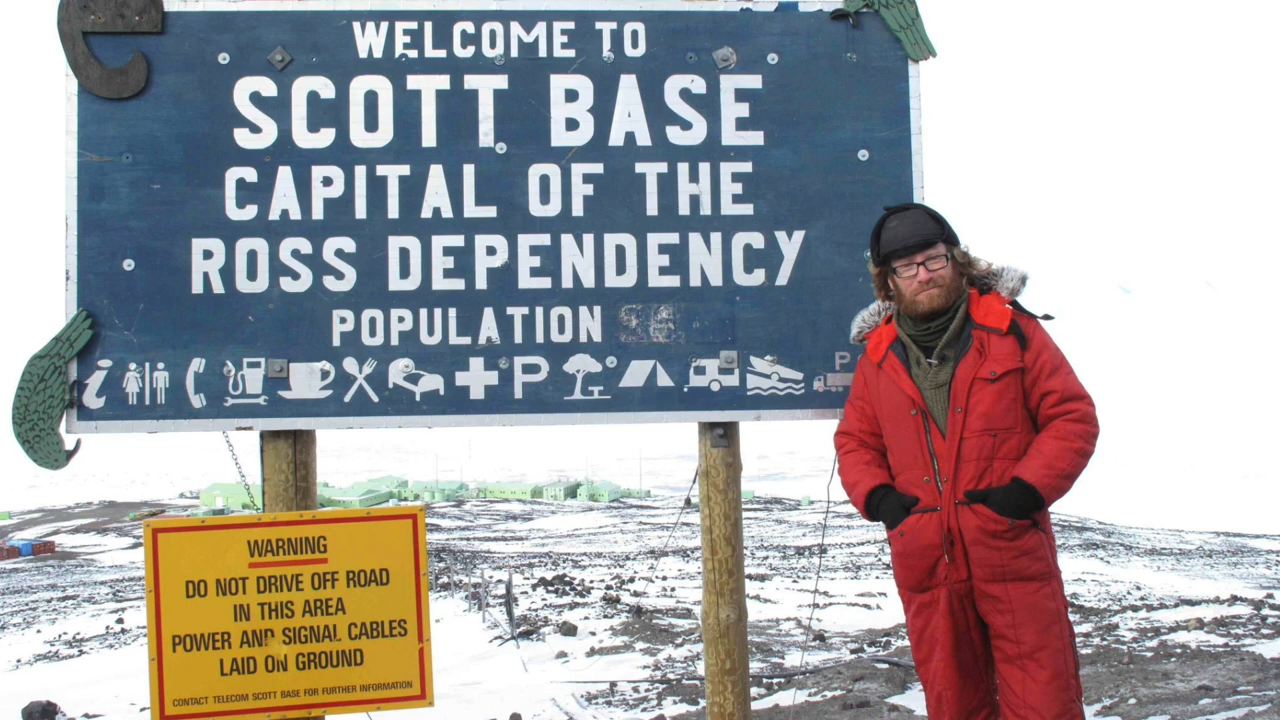 WELCOME TO
SCOTT BASE
CAPITAL OF THE
ROSS DEPENDENCY
POPULATION
i P P
WARNING
DO NOT DRIVE OFF ROAD
IN THIS AREA
POWER AND SIGNAL CABLES
LAID ON GROUND
CONTACT TELECOM SCOTT BASE FOR FURTHER INFORMATION